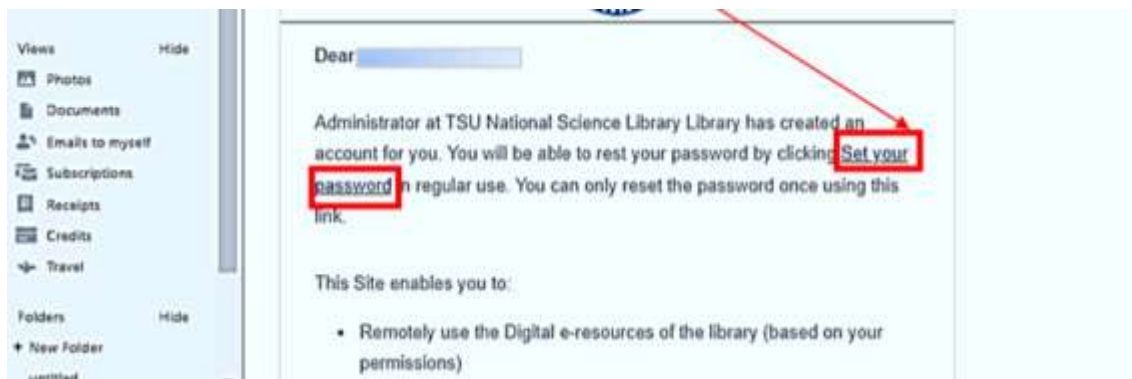 Views Hide
Photos
Documents
Emails to myself
Subscriptions
Receipts
Credits
Travel
Folders Hide
+ New Folder
untitled
Dear
Administrator at TSU National Science Library Library has created an
account for you. You will be able to rest your password by clicking Set your
password in regular use. You can only reset the password once using this
link.
This Site enables you to:
• Remotely use the Digital e-resources of the library (based on your
permissions)